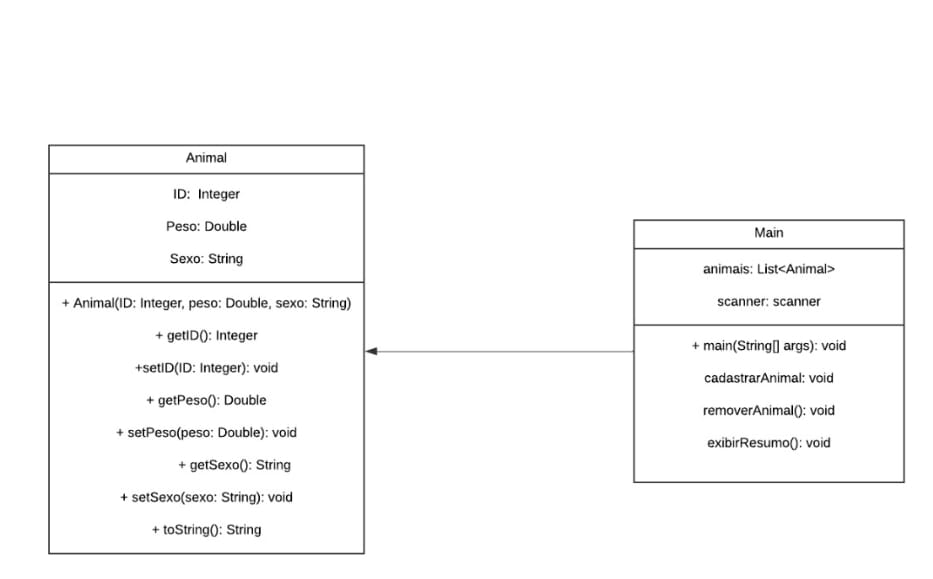 Animal
ID: Integer
Peso: Double
Sexo: String
+ Animal(ID: Integer, peso: Double, sexo: String)
+ getID(): Integer
+setID(ID: Integer): void
+ getPeso(): Double
+ setPeso(peso: Double): void
+ getSexo(): String
+ setSexo(sexo: String): void
+ toString(): String
Main
animais: List<Animal>
scanner: scanner
+ main(String[] args): void
cadastrarAnimal: void
removerAnimal(): void
exibirResumo(): void